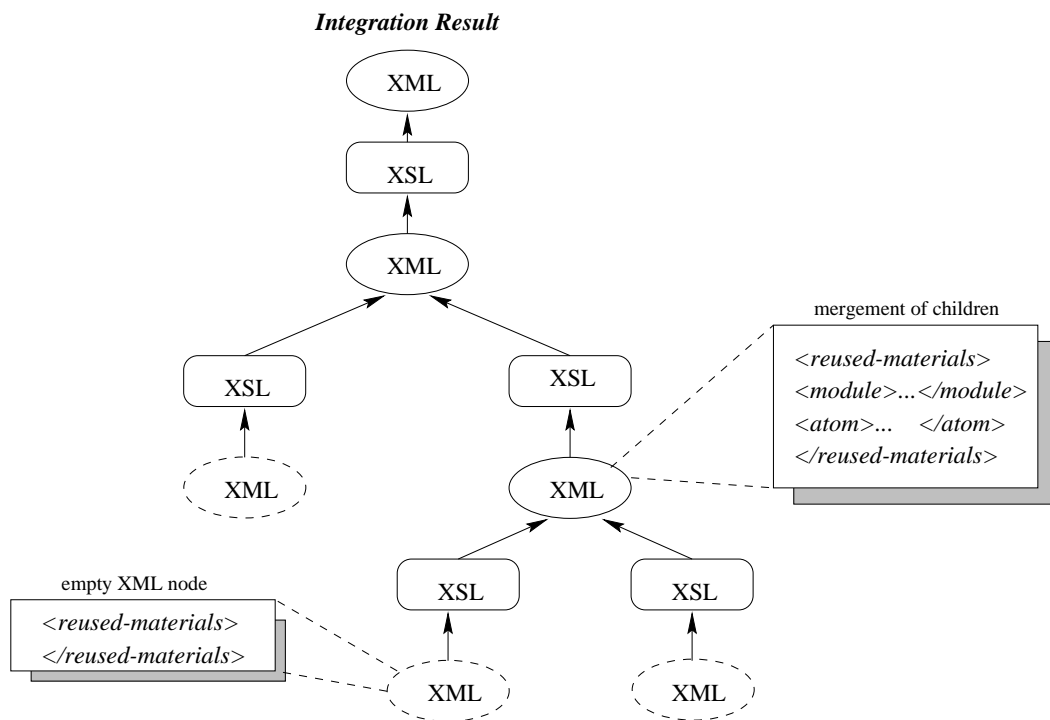 Integration Result
XML
XSL
XML
mergement of children
<reused-materials>
<module>...</module>
<atom>... </atom>
</reused-materials>
XSL
XSL
XML
XML
empty XML node
<reused-materials>
</reused-materials>
XSL
XSL
XML
XML